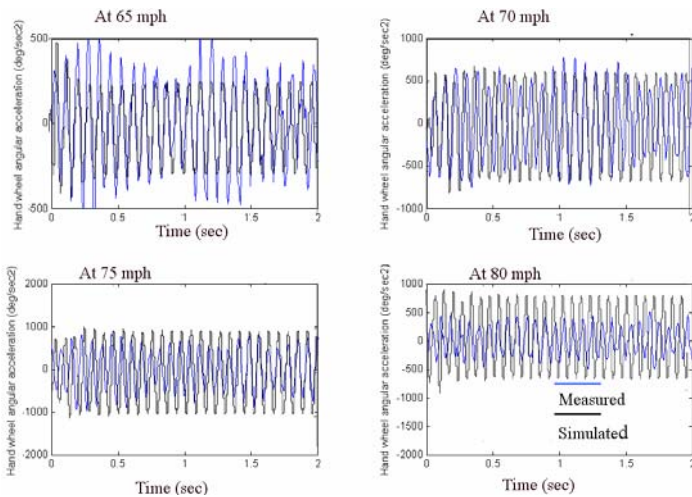 At 65 mph
Hand wheel angular acceleration (deg/sec2)
500
0
-500
0
0.5
1
1.5
2
Time (sec)
At 70 mph
Hand wheel angular acceleration (deg/sec2)
1000
500
0
-500
-1000
0
0.5
1
1.5
2
Time (sec)
At 75 mph
Hand wheel angular acceleration (deg/sec2)
2000
1000
0
-1000
-2000
0
0.5
1
1.5
2
Time (sec)
At 80 mph
Hand wheel angular acceleration (deg/sec2)
1000
500
0
-500
-1000
-1500
-2000
0
0.5
1
1.5
2
Measured
Simulated
Time (sec)